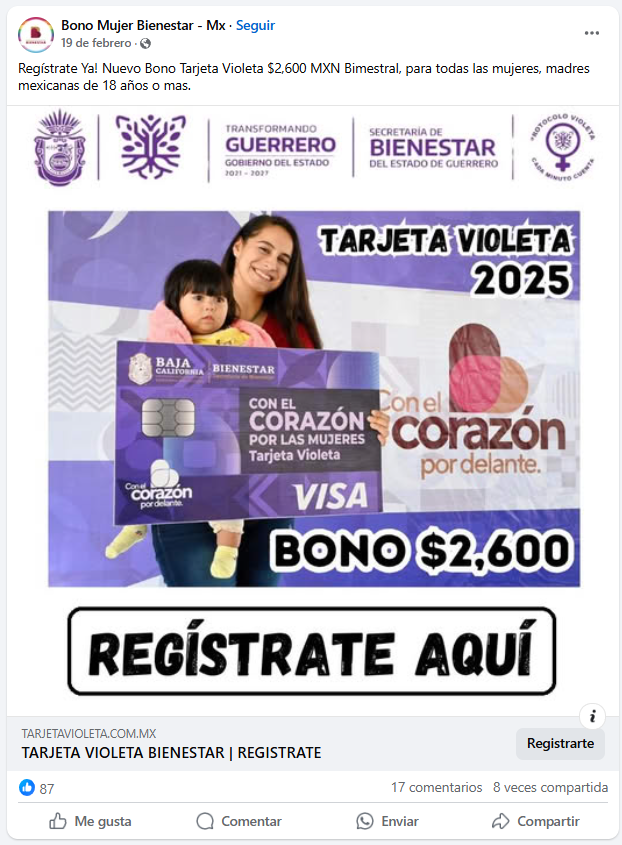 Bono Mujer Bienestar - Mx · Seguir
19 de febrero ·
Regístrate Ya! Nuevo Bono Tarjeta Violeta $2,600 MXN Bimestral, para todas las mujeres, madres
mexicanas de 18 años o mas.
TRANSFORMANDO
GUERRERO
GOBIERNO DEL ESTADO
2021 - 2027
SECRETARÍA DE
BIENESTAR
DEL ESTADO DE GUERRERO
PROTOCOLO VIOLETA
CADA MINUTO CUENTA
TARJETA VIOLETA
2025
BAJA
CALIFORNIA
BIENESTAR
CON EL
CORAZÓN
POR LAS MUJERES
Tarjeta Violeta
Con el
corazón
por delante.
VISA
Con el
corazón
por delante.
BONO $2,600
REGÍSTRATE AQUÍ
TARJETAVIOLETA.COM.MX
TARJETA VIOLETA BIENESTAR | REGISTRATE
Registrarte
87
17 comentarios 8 veces compartida
Me gusta
Comentar
Enviar
Compartir